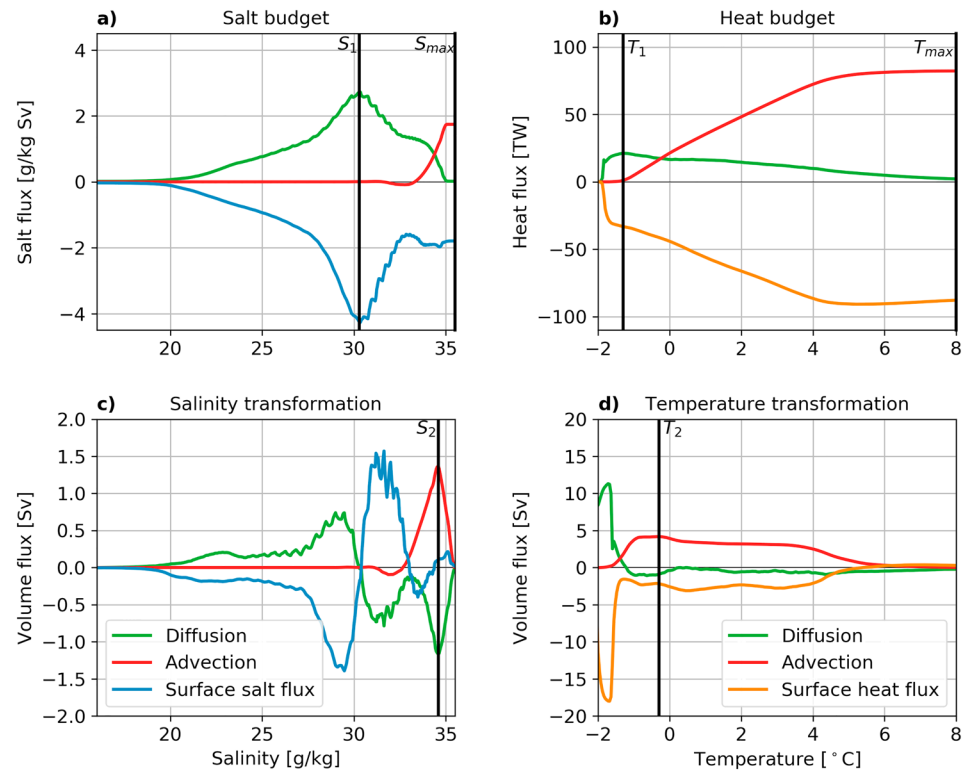 a) Salt budget
S1 Smax
4
2
0
−2
−4
Salt flux [g/kg Sv]
20 25 30 35
b) Heat budget
T1 Tmax
100
50
0
−50
−100
Heat flux [TW]
−2 0 2 4 6 8
c) Salinity transformation
S2
2.0
1.5
1.0
0.5
0.0
−0.5
−1.0
−1.5
−2.0
Volume flux [Sv]
Diffusion
Advection
Surface salt flux
20 25 30 35
Salinity [g/kg]
d) Temperature transformation
T2
20
15
10
5
0
−5
−10
−15
−20
Volume flux [Sv]
Diffusion
Advection
Surface heat flux
−2 0 2 4 6 8
Temperature [°C]